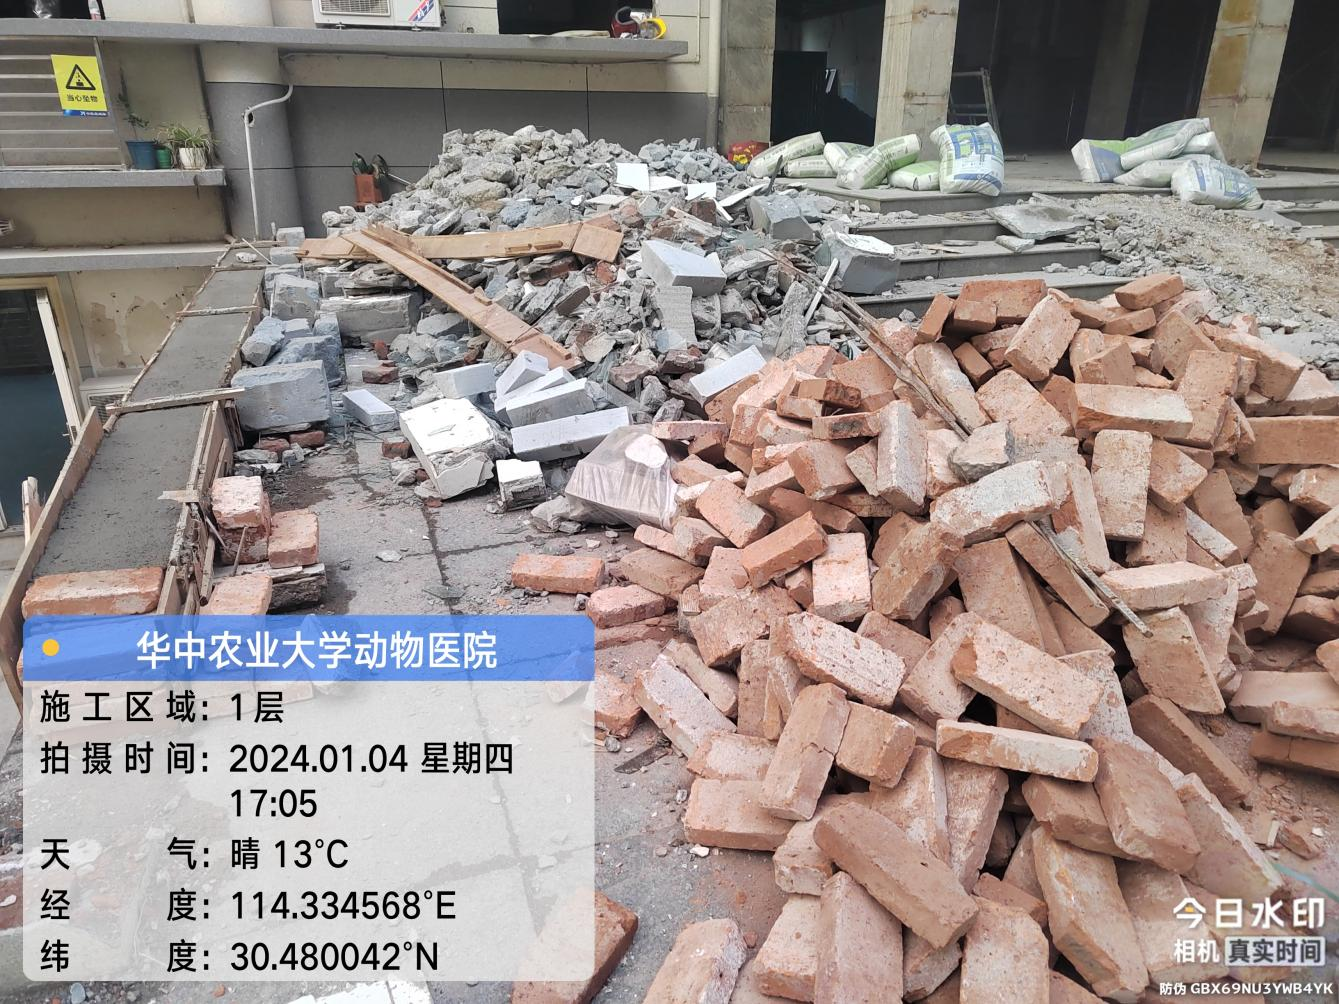 当心坠物
华中农业大学动物医院
施工区域：1层
拍摄时间：2024.01.04 星期四
17:05
天气：晴 13°C
经度：114.334568°E
纬度：30.480042°N
今日水印
相机 真实时间
防伪 GBX69NU3YWB4YK